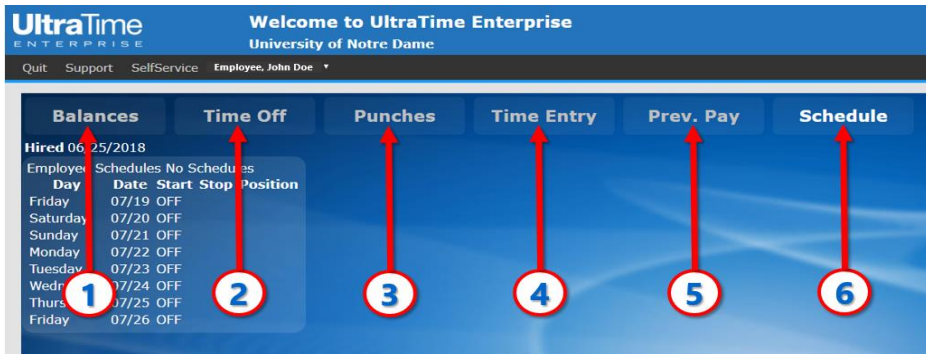 UltraTime
ENTERPRISE
Welcome to UltraTime Enterprise
University of Notre Dame
Quit Support SelfService Employee, John Doe
Balances Time Off Punches Time Entry Prev. Pay Schedule
Hired 06/25/2018
Employee Schedules No Schedules
Day Date Start Stop Position
Friday 07/19 OFF
Saturday 07/20 OFF
Sunday 07/21 OFF
Monday 07/22 OFF
Tuesday 07/23 OFF
Wedn 07/24 OFF
Thurs 07/25 OFF
Friday 07/26 OFF
1 2 3 4 5 6